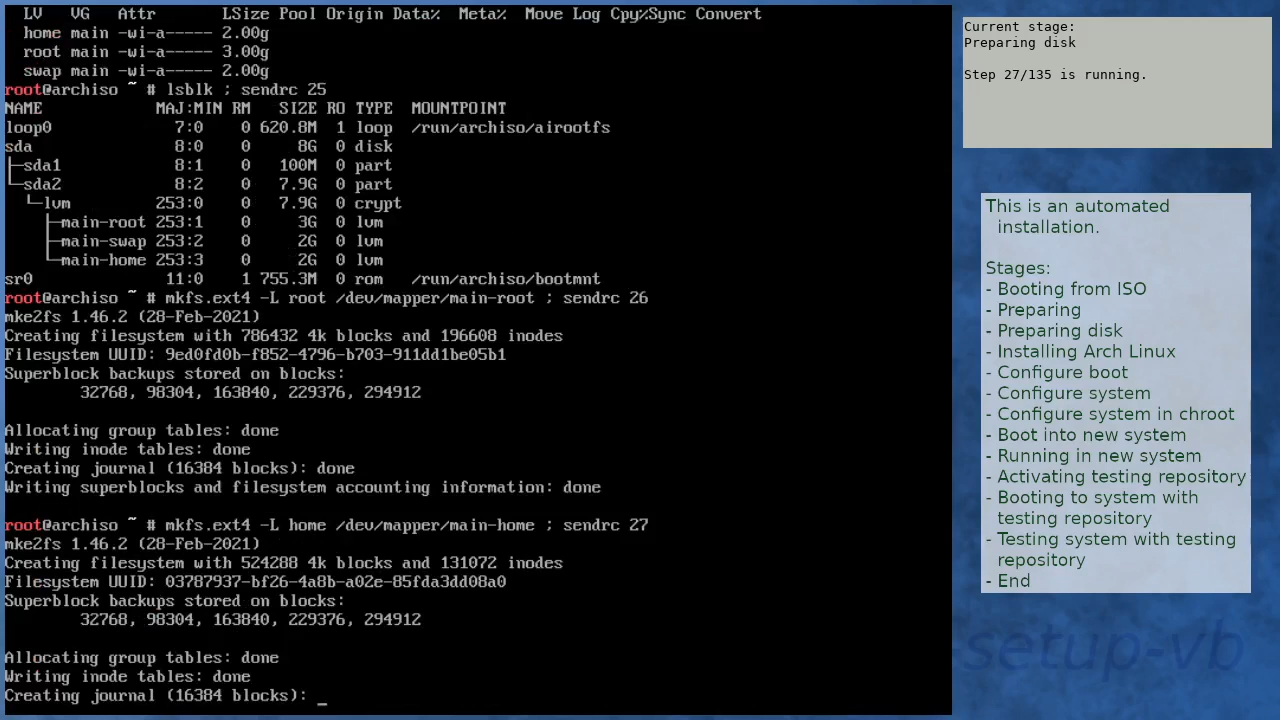 LV   VG   Attr       LSize Pool Origin Data%  Meta%  Move Log Cpy%Sync Convert
home main -wi-a----- 2.00g
root main -wi-a----- 3.00g
swap main -wi-a----- 2.00g
root@archiso ~ # lsblk ; sendrc 25
NAME            MAJ:MIN RM   SIZE RO TYPE  MOUNTPOINT
loop0             7:0    0 620.8M  1 loop  /run/archiso/airootfs
sda               8:0    0     8G  0 disk
├─sda1            8:1    0   100M  0 part
└─sda2            8:2    0   7.9G  0 part
  └─lvm         253:0    0   7.9G  0 crypt
    ├─main-root 253:1    0     3G  0 lvm
    ├─main-swap 253:2    0     2G  0 lvm
    └─main-home 253:3    0     2G  0 lvm
sr0              11:0    1 755.3M  0 rom   /run/archiso/bootmnt
root@archiso ~ # mkfs.ext4 -L root /dev/mapper/main-root ; sendrc 26
mke2fs 1.46.2 (28-Feb-2021)
Creating filesystem with 786432 4k blocks and 196608 inodes
Filesystem UUID: 9ed0fd0b-f852-4796-b703-911dd1be05b1
Superblock backups stored on blocks:
        32768, 98304, 163840, 229376, 294912
Allocating group tables: done
Writing inode tables: done
Creating journal (16384 blocks): done
Writing superblocks and filesystem accounting information: done
root@archiso ~ # mkfs.ext4 -L home /dev/mapper/main-home ; sendrc 27
mke2fs 1.46.2 (28-Feb-2021)
Creating filesystem with 524288 4k blocks and 131072 inodes
Filesystem UUID: 03787937-bf26-4a8b-a02e-85fda3dd08a0
Superblock backups stored on blocks:
        32768, 98304, 163840, 229376, 294912
Allocating group tables: done
Writing inode tables: done
Creating journal (16384 blocks): _
Current stage:
Preparing disk
Step 27/135 is running.
This is an automated
installation.
Stages:
- Booting from ISO
- Preparing
- Preparing disk
- Installing Arch Linux
- Configure boot
- Configure system
- Configure system in chroot
- Boot into new system
- Running in new system
- Activating testing repository
- Booting to system with
testing repository
- Testing system with testing
repository
- End
setup-vb